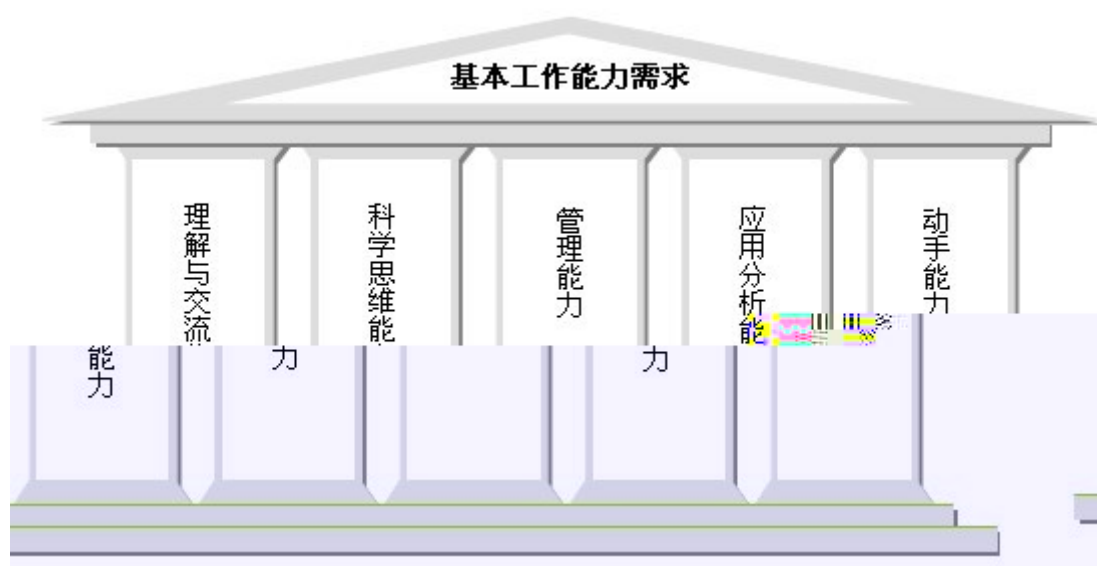 基本工作能力需求
理解与交流能力
科学思维能力
管理能力
应用分析能力
动手能力